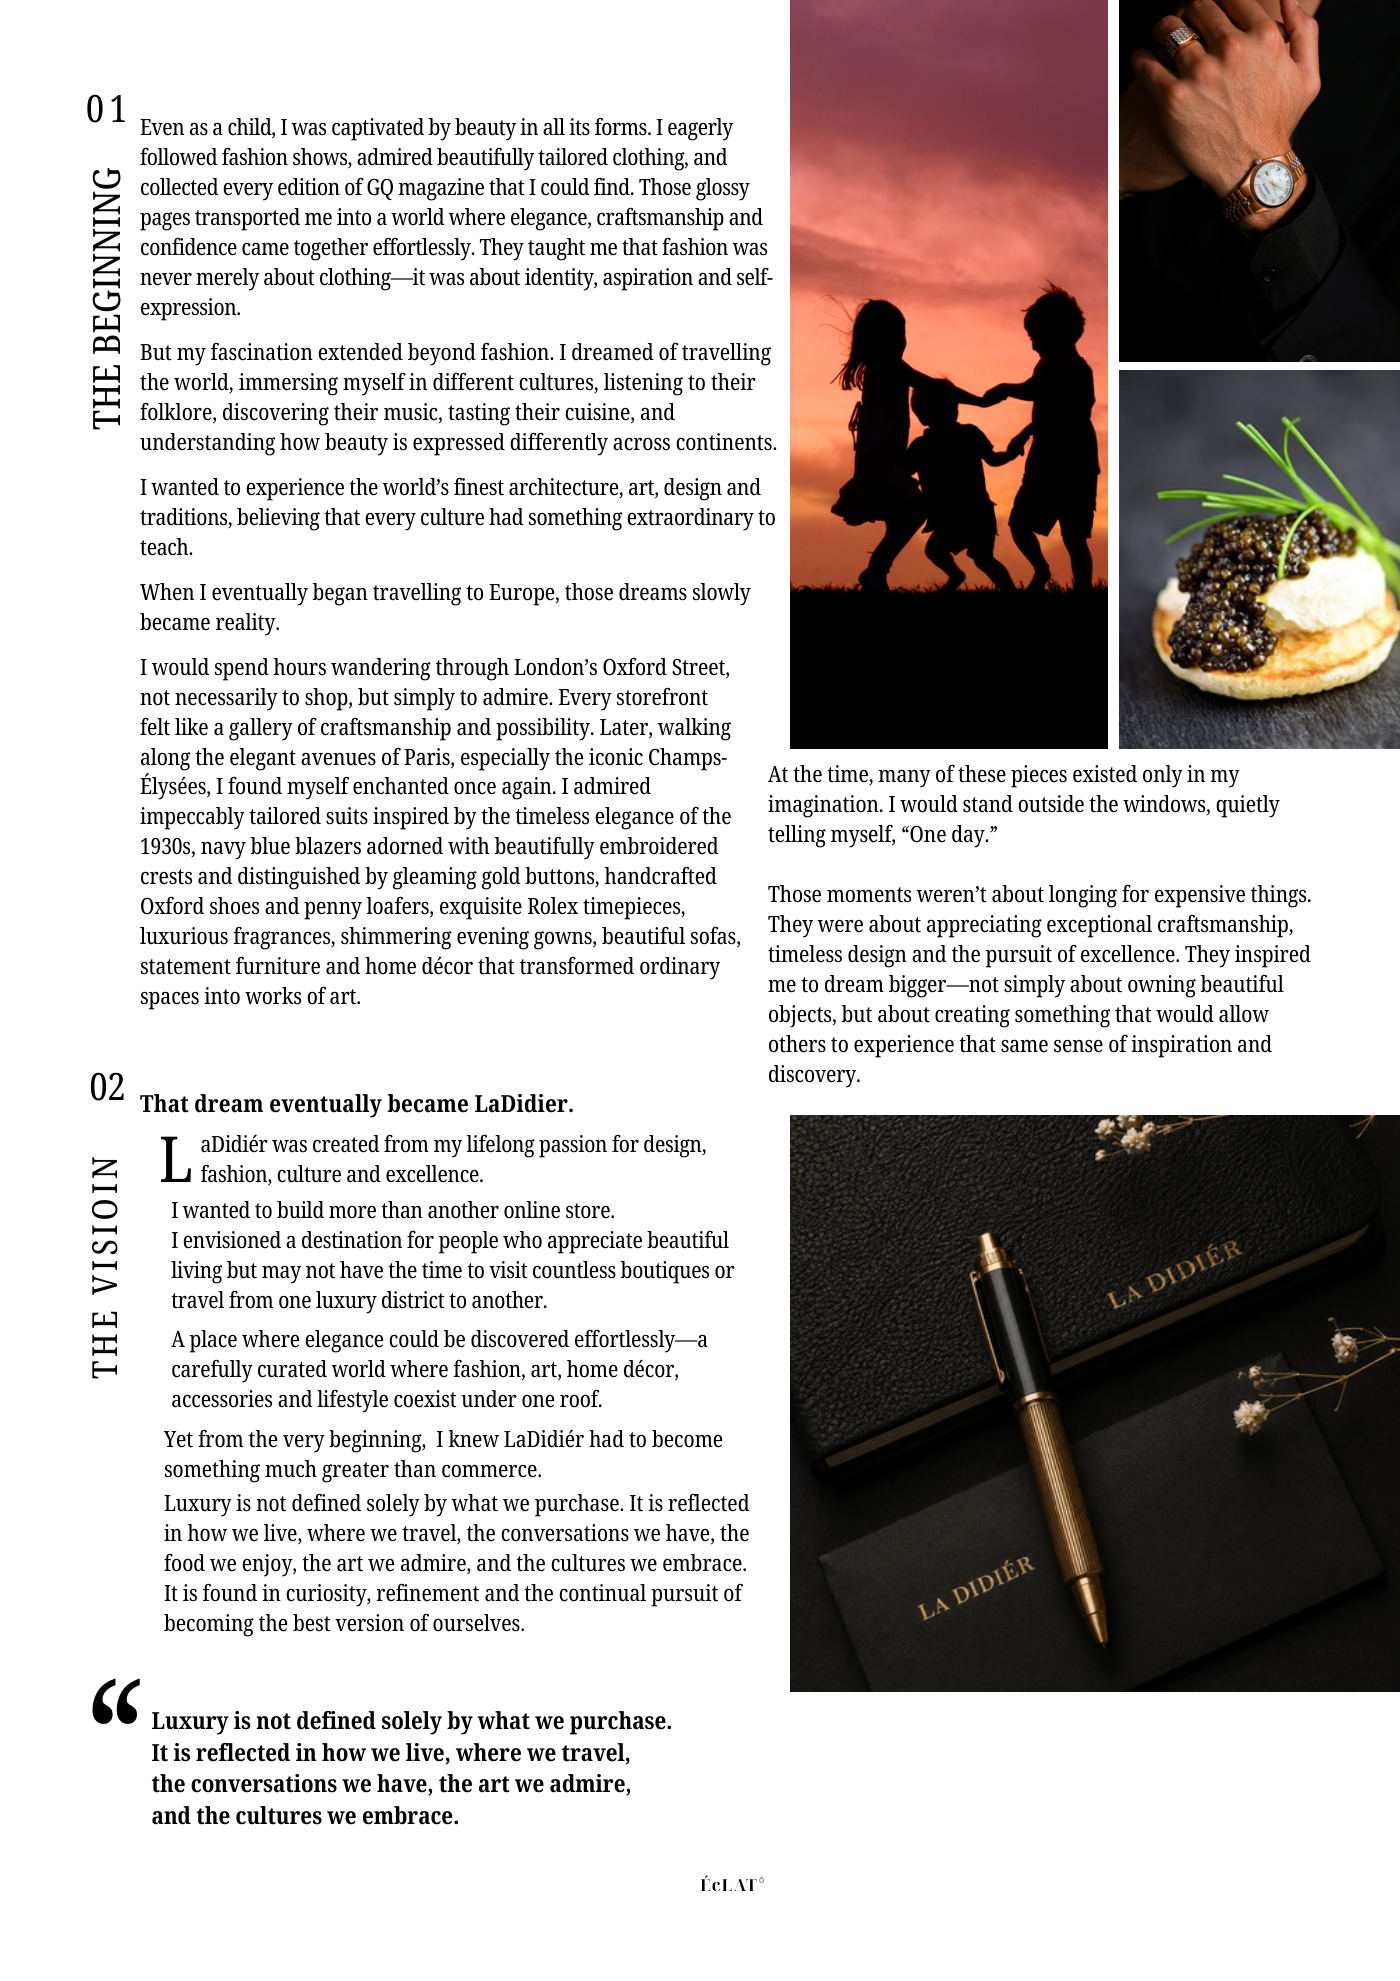 01
THE BEGINNING
Even as a child, I was captivated by beauty in all its forms. I eagerly
followed fashion shows, admired beautifully tailored clothing, and
collected every edition of GQ magazine that I could find. Those glossy
pages transported me into a world where elegance, craftsmanship and
confidence came together effortlessly. They taught me that fashion was
never merely about clothing—it was about identity, aspiration and self-
expression.
But my fascination extended beyond fashion. I dreamed of travelling
the world, immersing myself in different cultures, listening to their
folklore, discovering their music, tasting their cuisine, and
understanding how beauty is expressed differently across continents.
I wanted to experience the world’s finest architecture, art, design and
traditions, believing that every culture had something extraordinary to
teach.
When I eventually began travelling to Europe, those dreams slowly
became reality.
I would spend hours wandering through London’s Oxford Street,
not necessarily to shop, but simply to admire. Every storefront
felt like a gallery of craftsmanship and possibility. Later, walking
along the elegant avenues of Paris, especially the iconic Champs-
Élysées, I found myself enchanted once again. I admired
impeccably tailored suits inspired by the timeless elegance of the
1930s, navy blue blazers adorned with beautifully embroidered
crests and distinguished by gleaming gold buttons, handcrafted
Oxford shoes and penny loafers, exquisite Rolex timepieces,
luxurious fragrances, shimmering evening gowns, beautiful sofas,
statement furniture and home décor that transformed ordinary
spaces into works of art.
At the time, many of these pieces existed only in my
imagination. I would stand outside the windows, quietly
telling myself, “One day.”
Those moments weren’t about longing for expensive things.
They were about appreciating exceptional craftsmanship,
timeless design and the pursuit of excellence. They inspired
me to dream bigger—not simply about owning beautiful
objects, but about creating something that would allow
others to experience that same sense of inspiration and
discovery.
02
THE VISIOIN
That dream eventually became LaDidier.
LaDidiér was created from my lifelong passion for design,
fashion, culture and excellence.
I wanted to build more than another online store.
I envisioned a destination for people who appreciate beautiful
living but may not have the time to visit countless boutiques or
travel from one luxury district to another.
A place where elegance could be discovered effortlessly—a
carefully curated world where fashion, art, home décor,
accessories and lifestyle coexist under one roof.
Yet from the very beginning,  I knew LaDidiér had to become
something much greater than commerce.
Luxury is not defined solely by what we purchase. It is reflected
in how we live, where we travel, the conversations we have, the
food we enjoy, the art we admire, and the cultures we embrace.
It is found in curiosity, refinement and the continual pursuit of
becoming the best version of ourselves.
LA DIDIÉR
LA DIDIÉR
“
Luxury is not defined solely by what we purchase.
It is reflected in how we live, where we travel,
the conversations we have, the art we admire,
and the cultures we embrace.
ÉcLAT